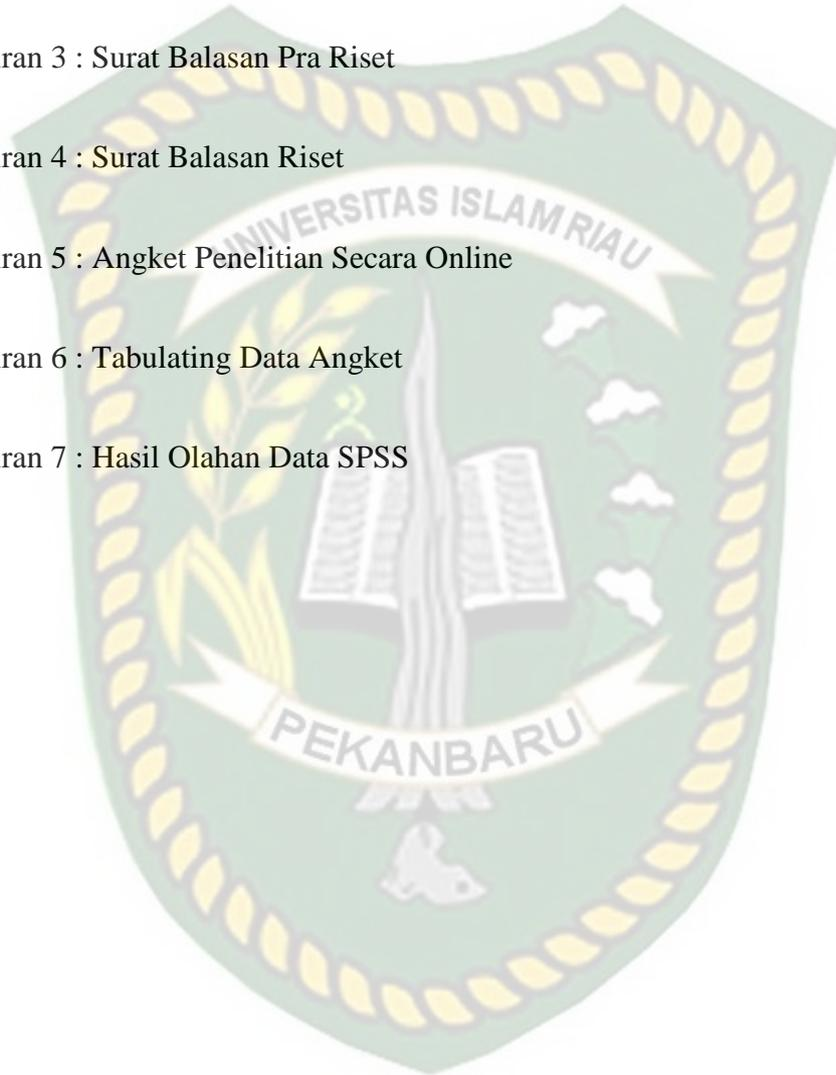 ran 3 : Surat Balasan Pra Riset
ran 4 : Surat Balasan Riset
UNIVERSITAS ISLAM RIAU
ran 5 : Angket Penelitian Secara Online
ran 6 : Tabulating Data Angket
ran 7 : Hasil Olahan Data SPSS
PEKANBARU